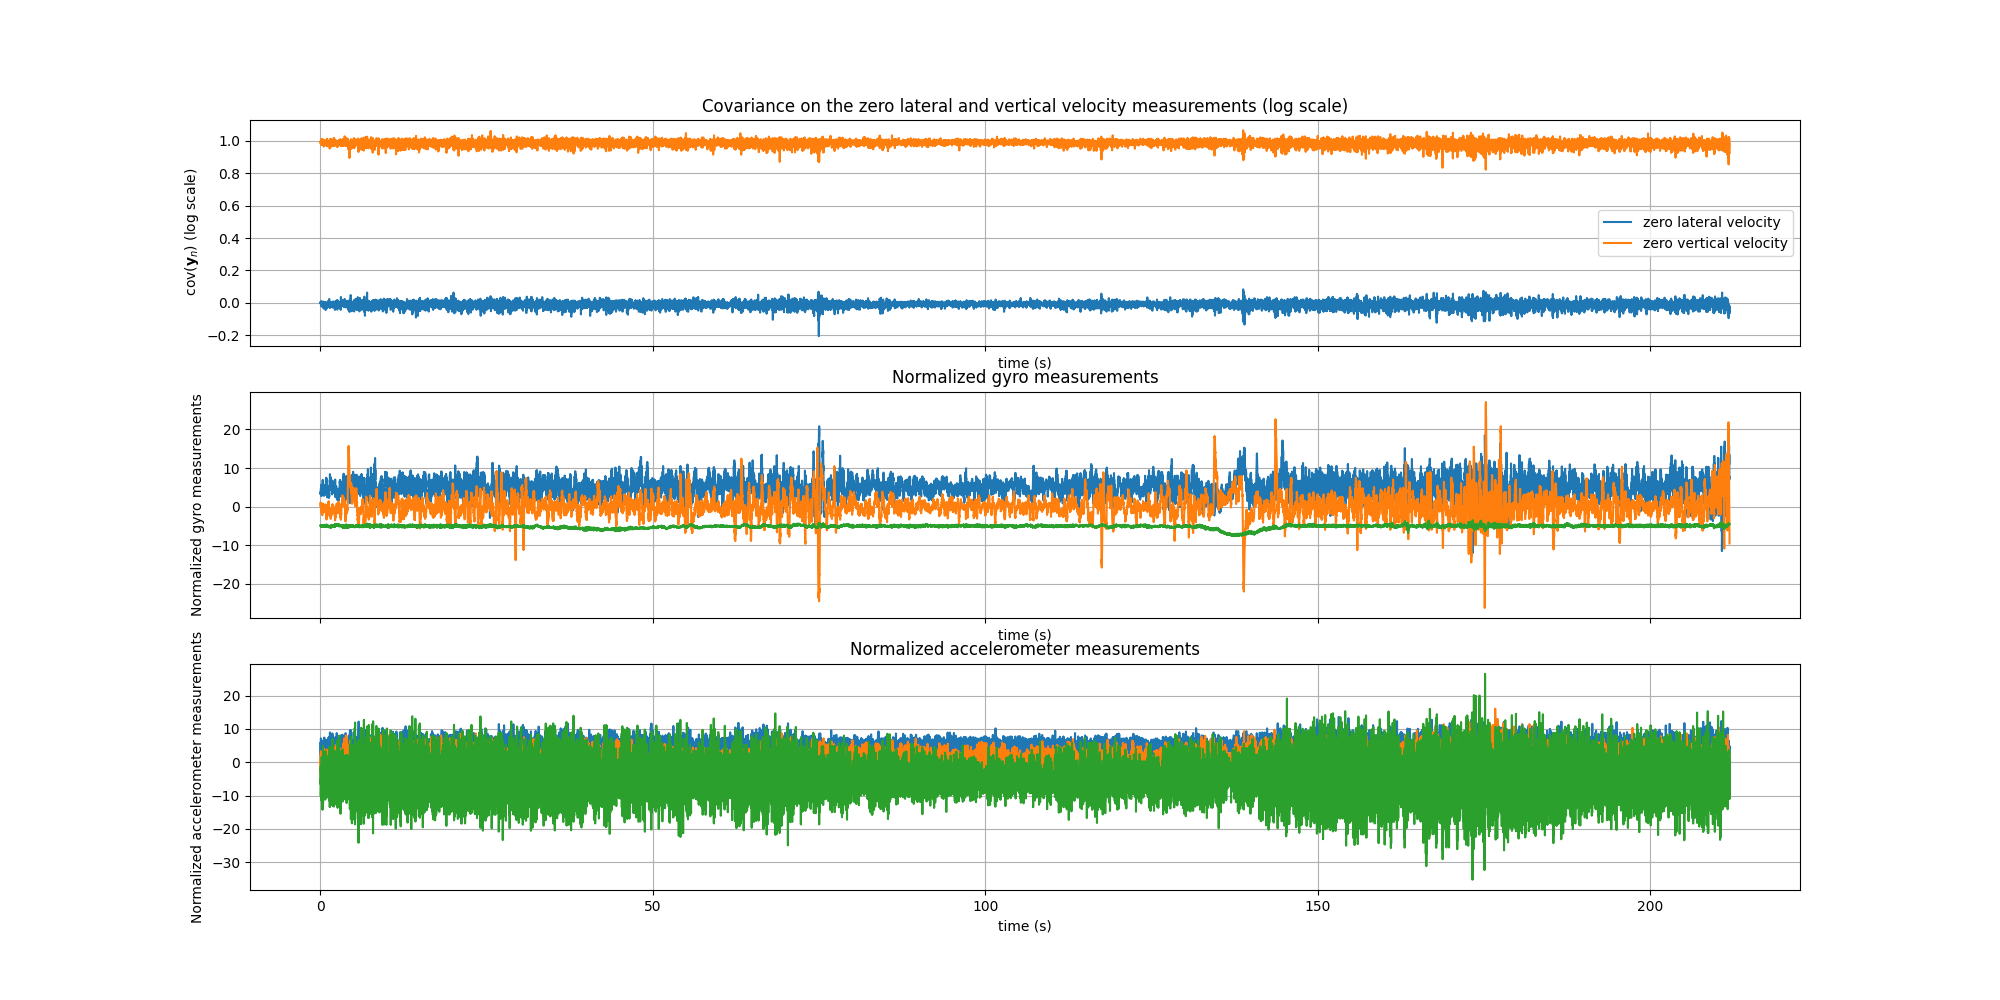 Covariance on the zero lateral and vertical velocity measurements (log scale)
cov(𝐲ₙ) (log scale)
1.0
0.8
0.6
0.4
0.2
0.0
−0.2
zero lateral velocity
zero vertical velocity
time (s)
Normalized gyro measurements
Normalized gyro measurements
20
10
0
−10
−20
time (s)
Normalized accelerometer measurements
Normalized accelerometer measurements
20
10
0
−10
−20
−30
0 50 100 150 200
time (s)